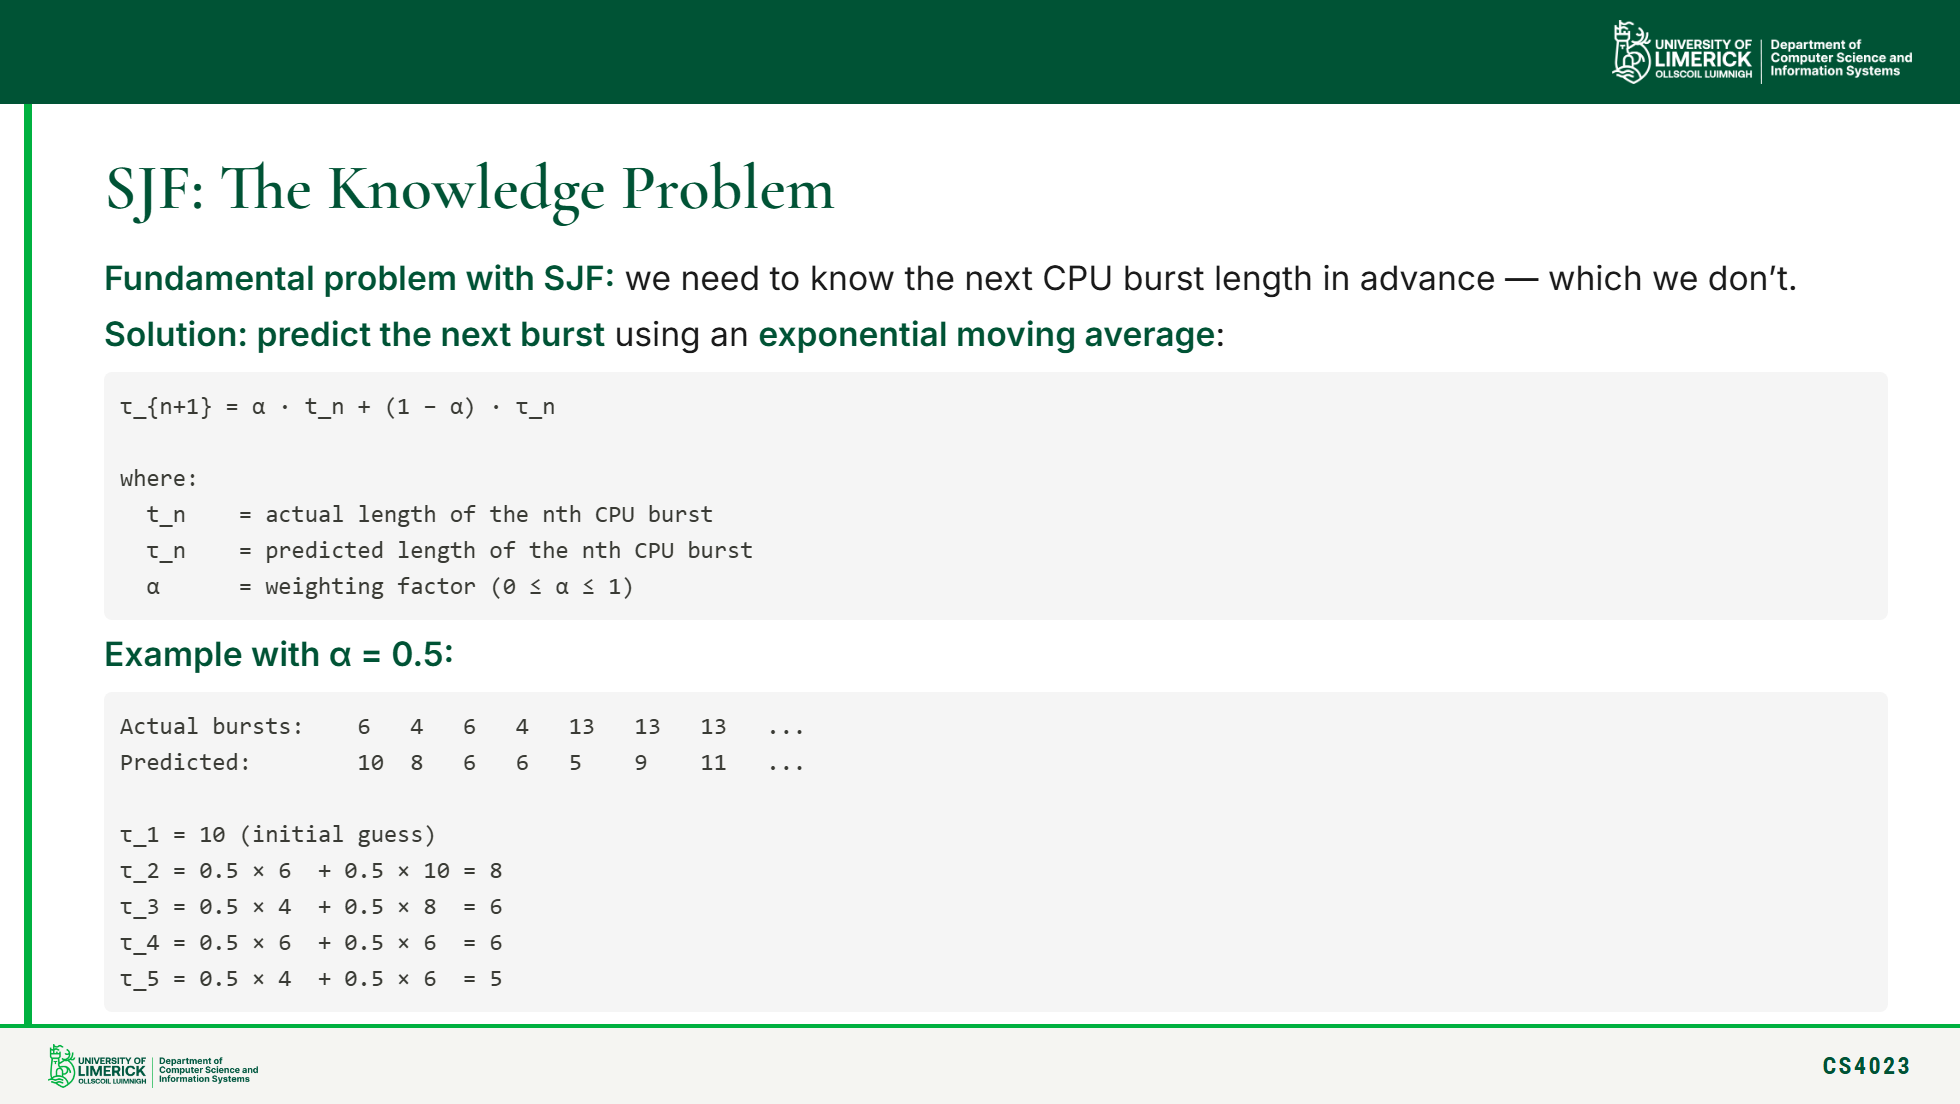 UNIVERSITY OF
LIMERICK
OLLSCOIL LUIMNIGH
Department of
Computer Science and
Information Systems
SJF: The Knowledge Problem
Fundamental problem with SJF: we need to know the next CPU burst length in advance — which we don’t.
Solution: predict the next burst using an exponential moving average:
τ_{n+1} = α · t_n + (1 − α) · τ_n
where:
t_n    = actual length of the nth CPU burst
τ_n    = predicted length of the nth CPU burst
α      = weighting factor (0 ≤ α ≤ 1)
Example with α = 0.5:
Actual bursts:    6   4   6   4   13   13   13   ...
Predicted:        10  8   6   6   5    9    11   ...
τ_1 = 10 (initial guess)
τ_2 = 0.5 × 6  + 0.5 × 10 = 8
τ_3 = 0.5 × 4  + 0.5 × 8  = 6
τ_4 = 0.5 × 6  + 0.5 × 6  = 6
τ_5 = 0.5 × 4  + 0.5 × 6  = 5
UNIVERSITY OF
LIMERICK
OLLSCOIL LUIMNIGH
Department of
Computer Science and
Information Systems
CS4023